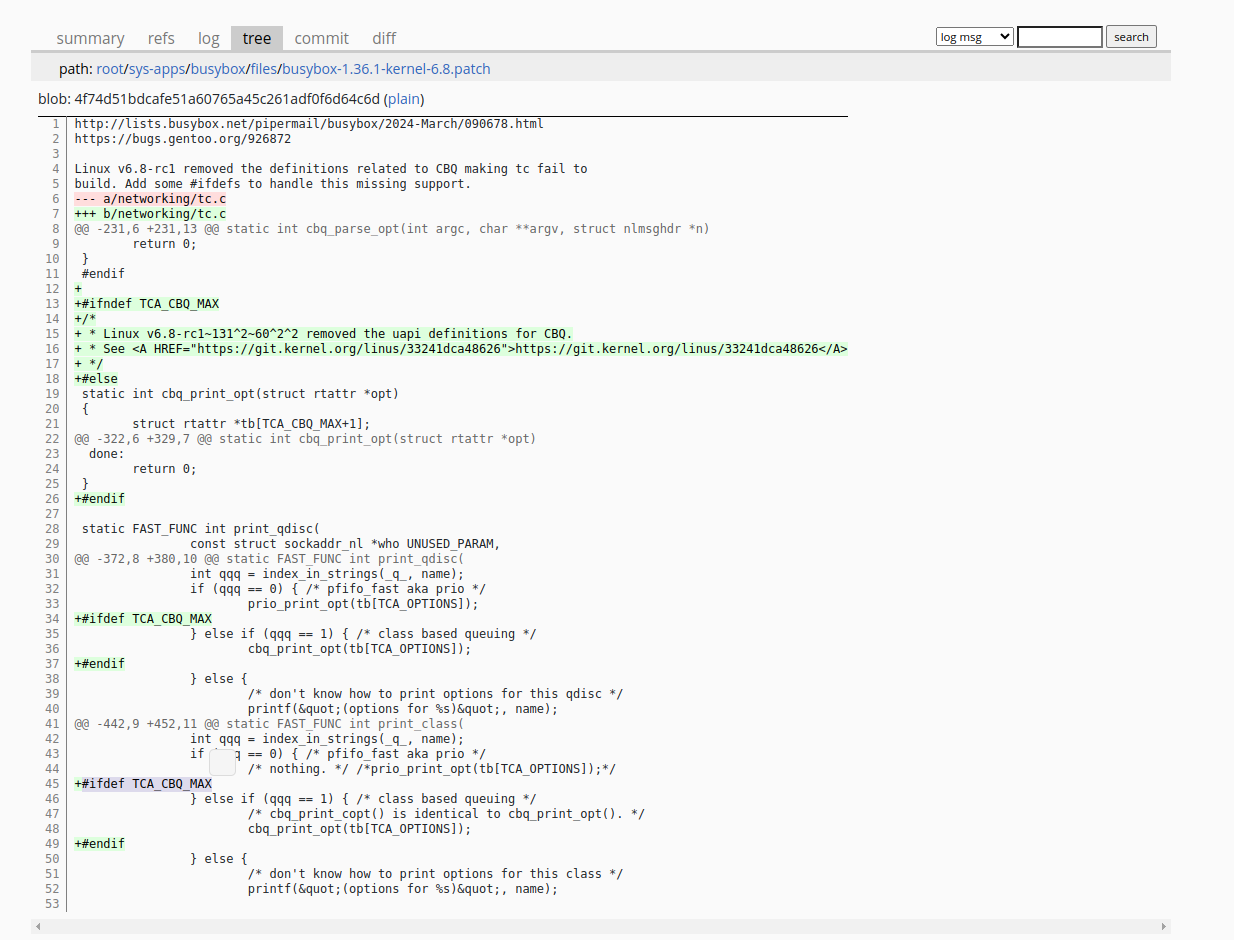 summary refs log tree commit diff log msg search
path: root/sys-apps/busybox/files/busybox-1.36.1-kernel-6.8.patch
blob: 4f74d51bdcafe51a60765a45c261adf0f6d64c6d (plain)
1 http://lists.busybox.net/pipermail/busybox/2024-March/090678.html
2 https://bugs.gentoo.org/926872
3
4 Linux v6.8-rc1 removed the definitions related to CBQ making tc fail to
5 build. Add some #ifdefs to handle this missing support.
6 --- a/networking/tc.c
7 +++ b/networking/tc.c
8 @@ -231,6 +231,13 @@ static int cbq_parse_opt(int argc, char **argv, struct nlmsghdr *n)
9         return 0;
10  }
11  #endif
12 +
13 +#ifndef TCA_CBQ_MAX
14 +/*
15 + * Linux v6.8-rc1~131^2~60^2^2 removed the uapi definitions for CBQ.
16 + * See <A HREF="https://git.kernel.org/linus/33241dca48626">https://git.kernel.org/linus/33241dca48626</A>
17 + */
18 +#else
19  static int cbq_print_opt(struct rtattr *opt)
20  {
21         struct rtattr *tb[TCA_CBQ_MAX+1];
22 @@ -322,6 +329,7 @@ static int cbq_print_opt(struct rtattr *opt)
23   done:
24         return 0;
25  }
26 +#endif
27
28  static FAST_FUNC int print_qdisc(
29                 const struct sockaddr_nl *who UNUSED_PARAM,
30 @@ -372,8 +380,10 @@ static FAST_FUNC int print_qdisc(
31                 int qqq = index_in_strings(_q_, name);
32                 if (qqq == 0) { /* pfifo_fast aka prio */
33                         prio_print_opt(tb[TCA_OPTIONS]);
34 +#ifdef TCA_CBQ_MAX
35                 } else if (qqq == 1) { /* class based queuing */
36                         cbq_print_opt(tb[TCA_OPTIONS]);
37 +#endif
38                 } else {
39                         /* don't know how to print options for this qdisc */
40                         printf(&quot;(options for %s)&quot;, name);
41 @@ -442,9 +452,11 @@ static FAST_FUNC int print_class(
42                 int qqq = index_in_strings(_q_, name);
43                 if q == 0) { /* pfifo_fast aka prio */
44                         /* nothing. */ /*prio_print_opt(tb[TCA_OPTIONS]);*/
45 +#ifdef TCA_CBQ_MAX
46                 } else if (qqq == 1) { /* class based queuing */
47                         /* cbq_print_copt() is identical to cbq_print_opt(). */
48                         cbq_print_opt(tb[TCA_OPTIONS]);
49 +#endif
50                 } else {
51                         /* don't know how to print options for this class */
52                         printf(&quot;(options for %s)&quot;, name);
53